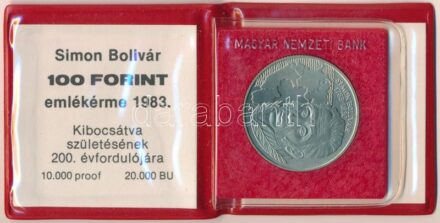 Simon Bolivár
100 FORINT
emlékérme 1983.
Kibocsátva
születésének
200. évfordulójára
10.000 proof 20.000 BU
MAGYAR NEMZETI BANK
darabanth